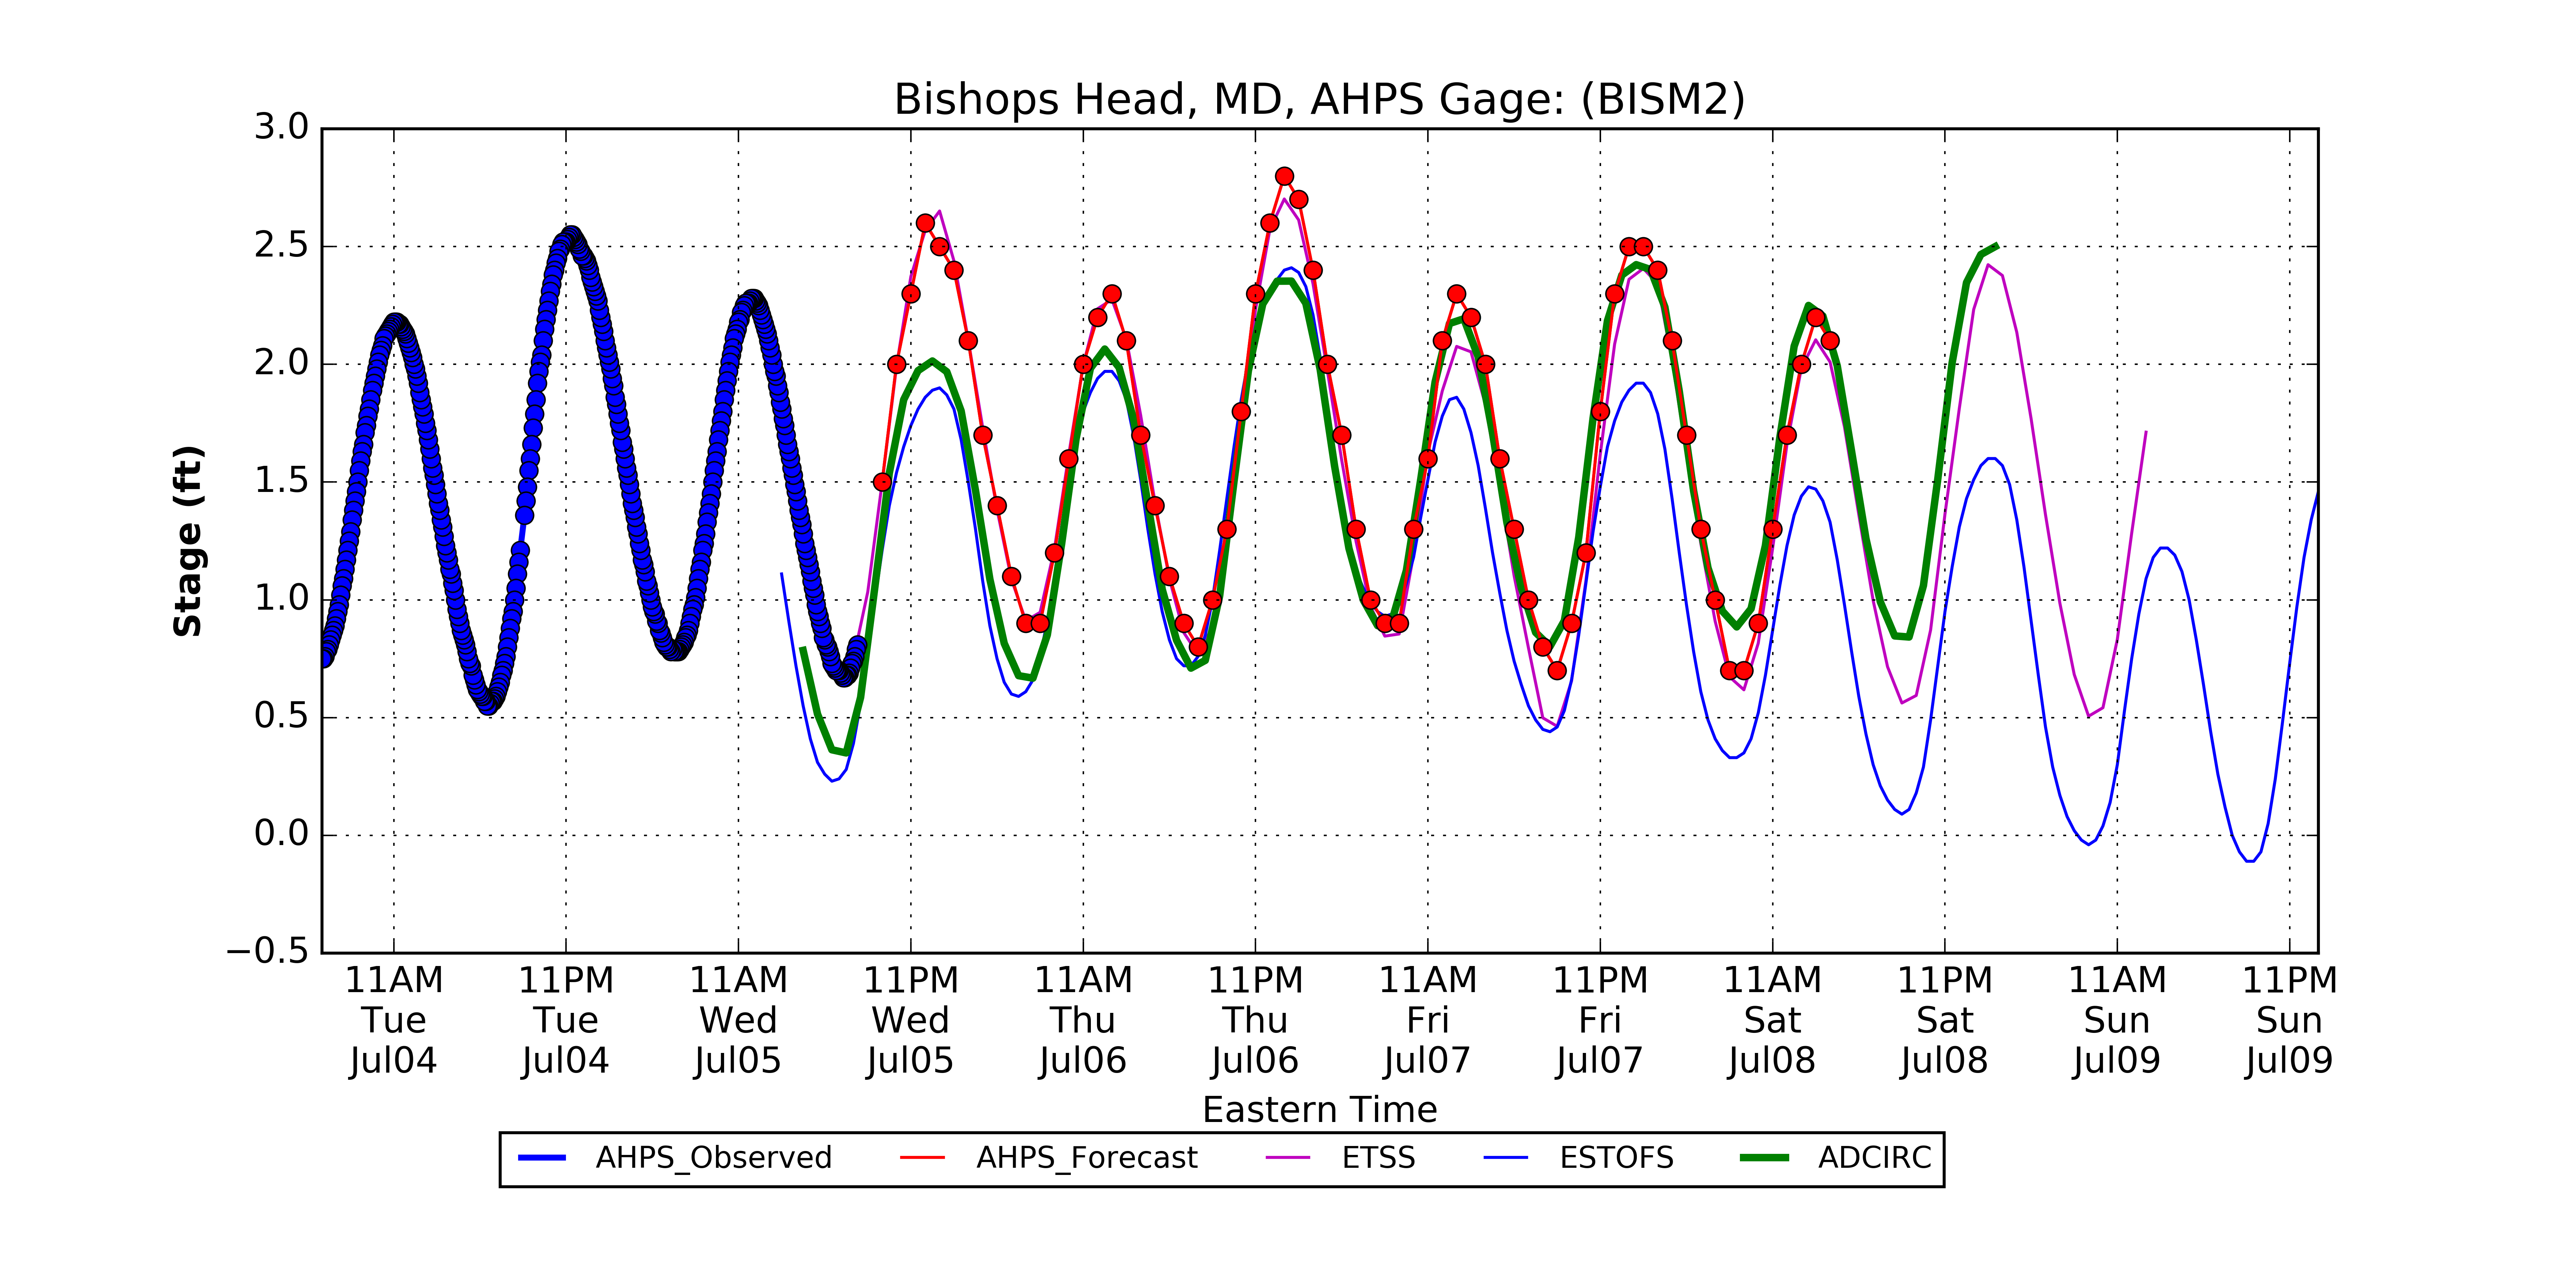 Bishops Head, MD, AHPS Gage: (BISM2)
3.0
2.5
2.0
1.5
1.0
0.5
0.0
−0.5
Stage (ft)
11AM 11PM 11AM 11PM 11AM 11PM 11AM 11PM 11AM 11PM 11AM 11PM
Tue Tue Wed Wed Thu Thu Fri Fri Sat Sat Sun Sun
Jul04 Jul04 Jul05 Jul05 Jul06 Jul06 Jul07 Jul07 Jul08 Jul08 Jul09 Jul09
Eastern Time
AHPS_Observed AHPS_Forecast ETSS ESTOFS ADCIRC